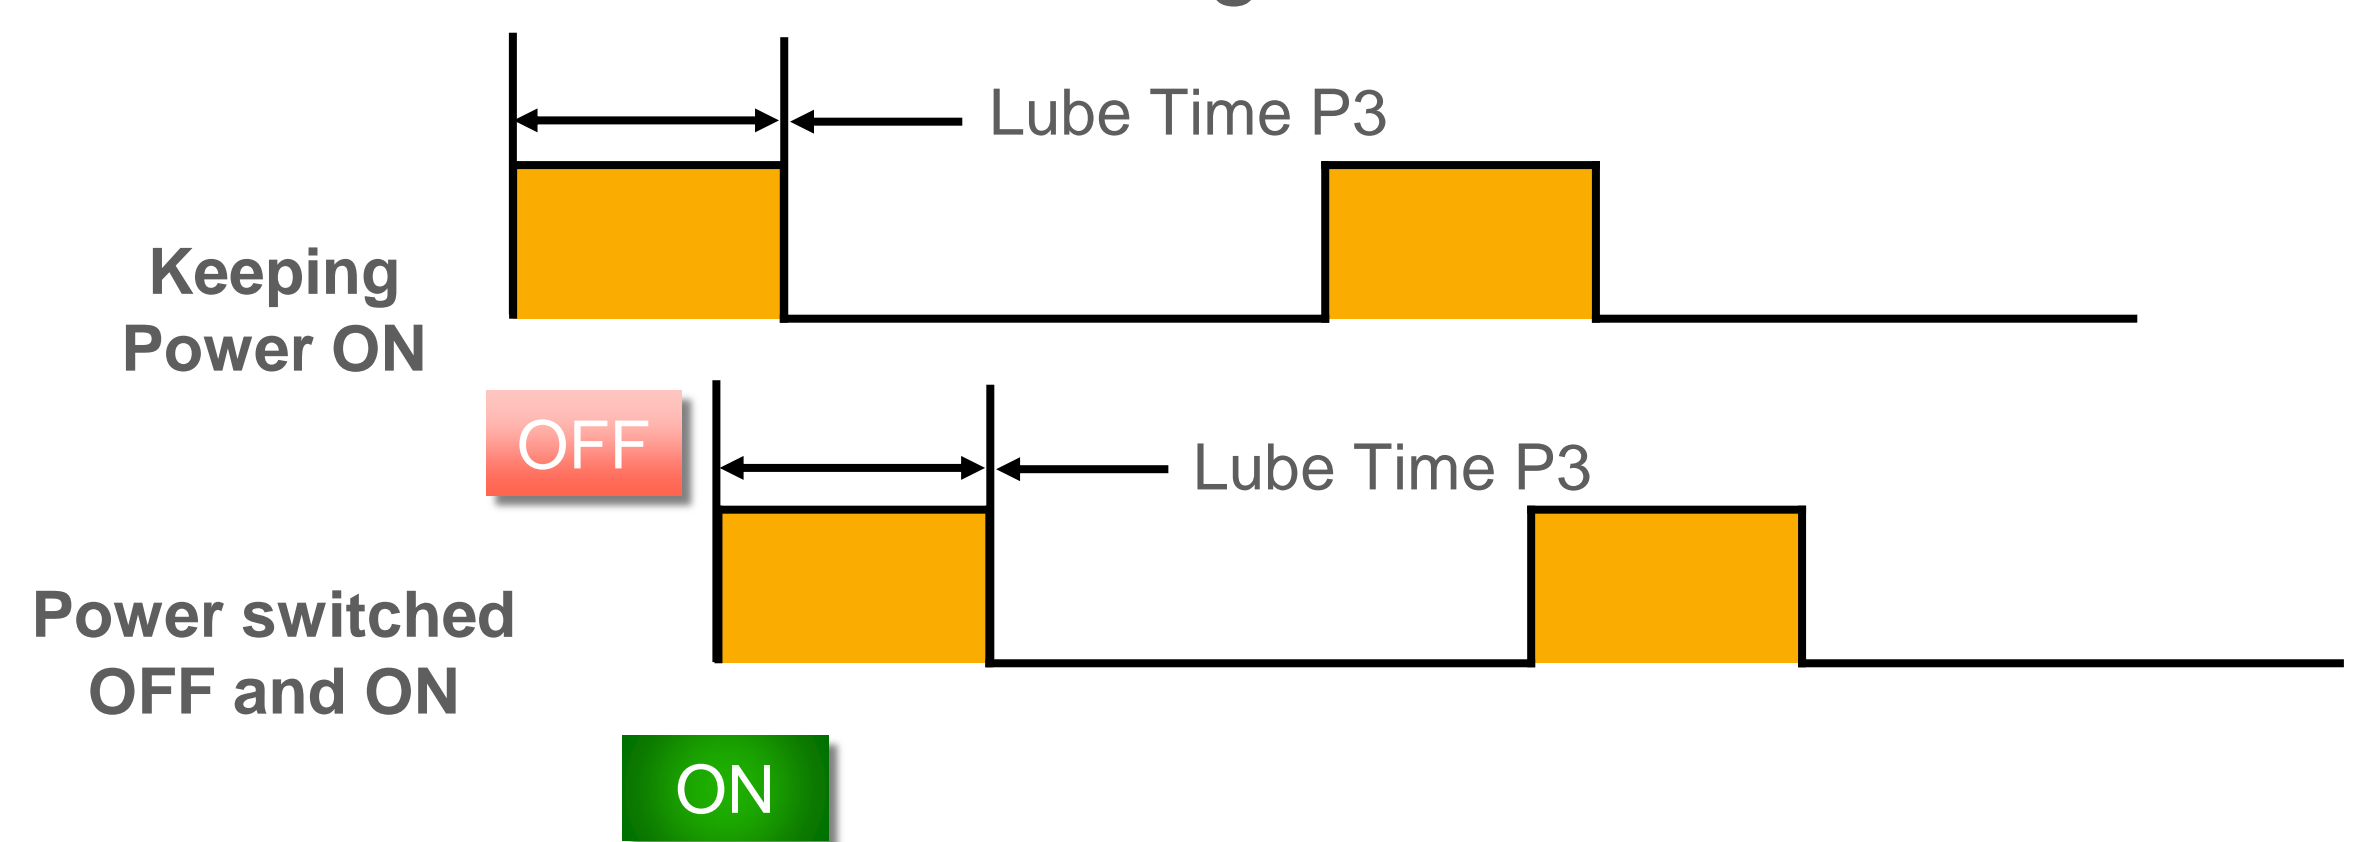 Lube Time P3
Keeping
Power ON
OFF
Lube Time P3
Power switched
OFF and ON
ON